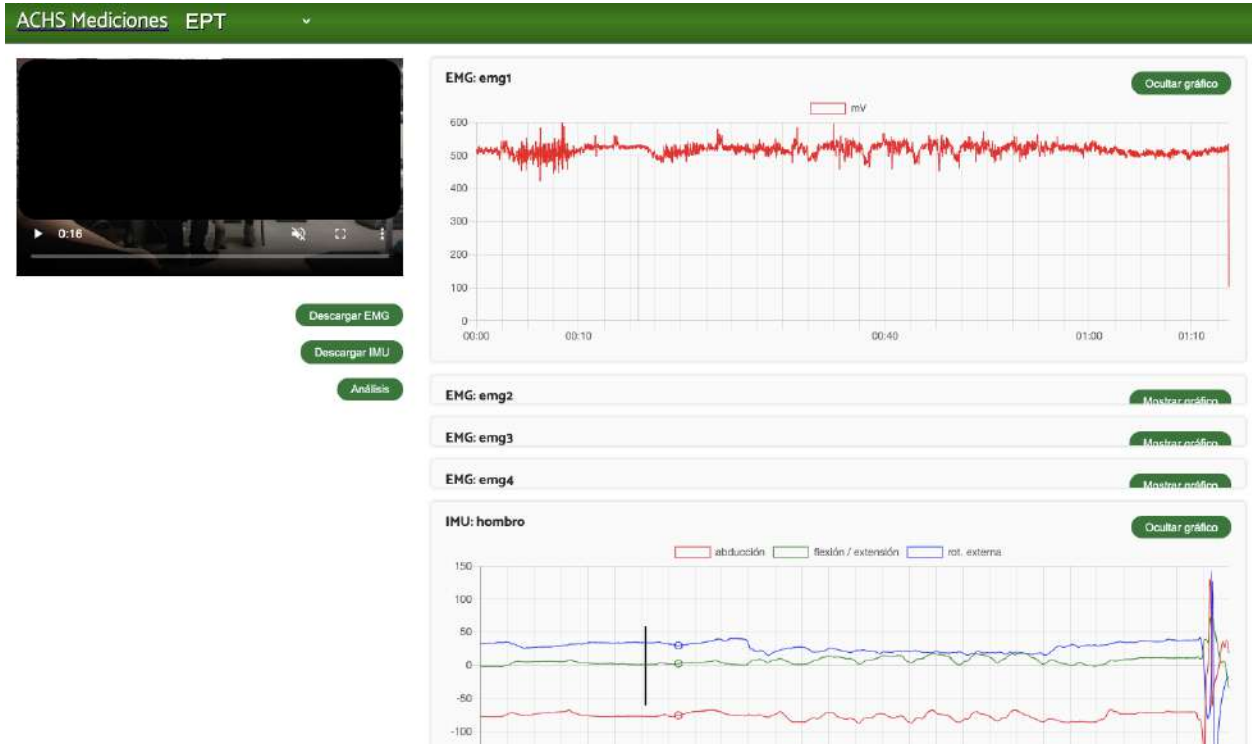 ACHS Mediciones EPT
0:16
Descargar EMG
Descargar IMU
Análisis
EMG: emg1
Ocultar gráfico
mV
600
500
400
300
200
100
0
00:00 00:10 00:40 01:00 01:10
EMG: emg2
Mostrar gráfico
EMG: emg3
Mostrar gráfico
EMG: emg4
Mostrar gráfico
IMU: hombro
Ocultar gráfico
abducción flexión / extensión rot. externa
150
100
50
0
-50
-100